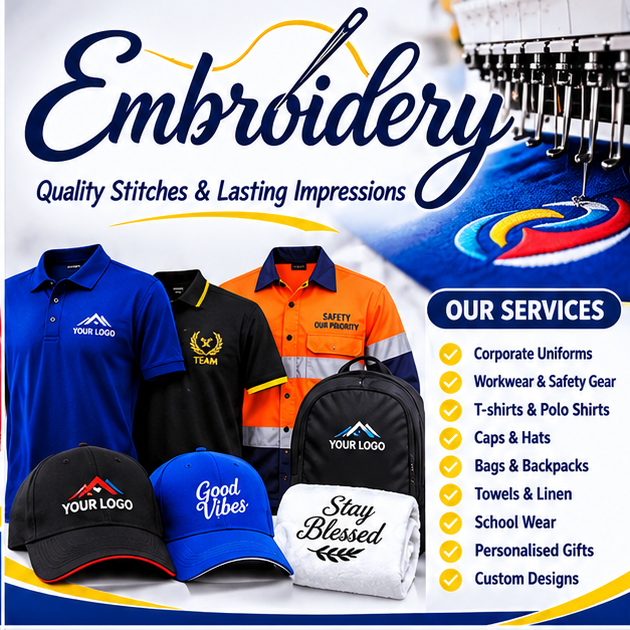 Embroidery
Quality Stitches & Lasting Impressions
OUR SERVICES
Corporate Uniforms
Workwear & Safety Gear
T-shirts & Polo Shirts
Caps & Hats
Bags & Backpacks
Towels & Linen
School Wear
Personalised Gifts
Custom Designs
YOUR LOGO
TEAM
SAFETY
OUR PRIORITY
YOUR LOGO
YOUR LOGO
Good
Vibes
Stay
Blessed